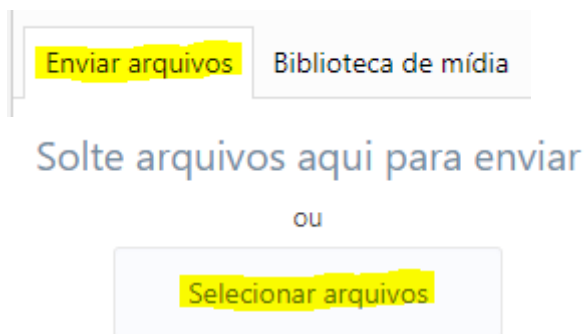 Enviar arquivos Biblioteca de mídia
Solte arquivos aqui para enviar
ou
Selecionar arquivos